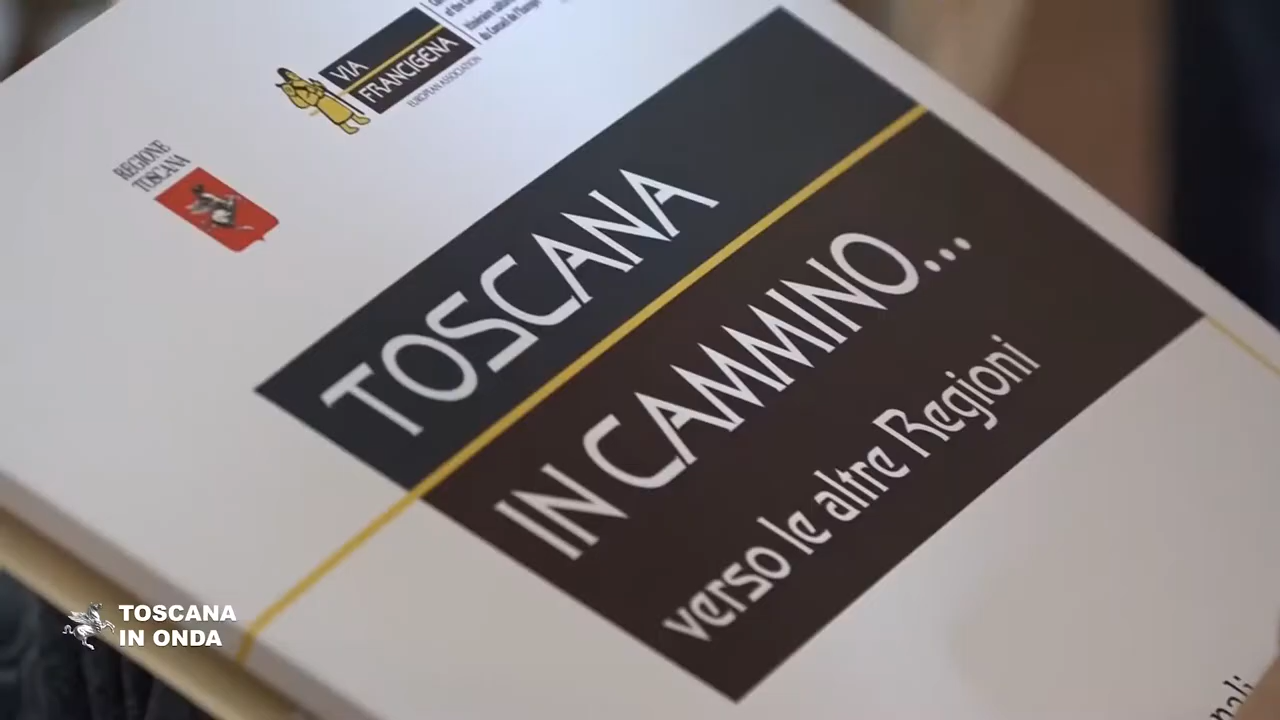 VIA
FRANCIGENA
EUROPEAN ASSOCIATION
REGIONE
TOSCANA
TOSCANA
IN CAMMINO...
verso le altre Regioni
TOSCANA
IN ONDA